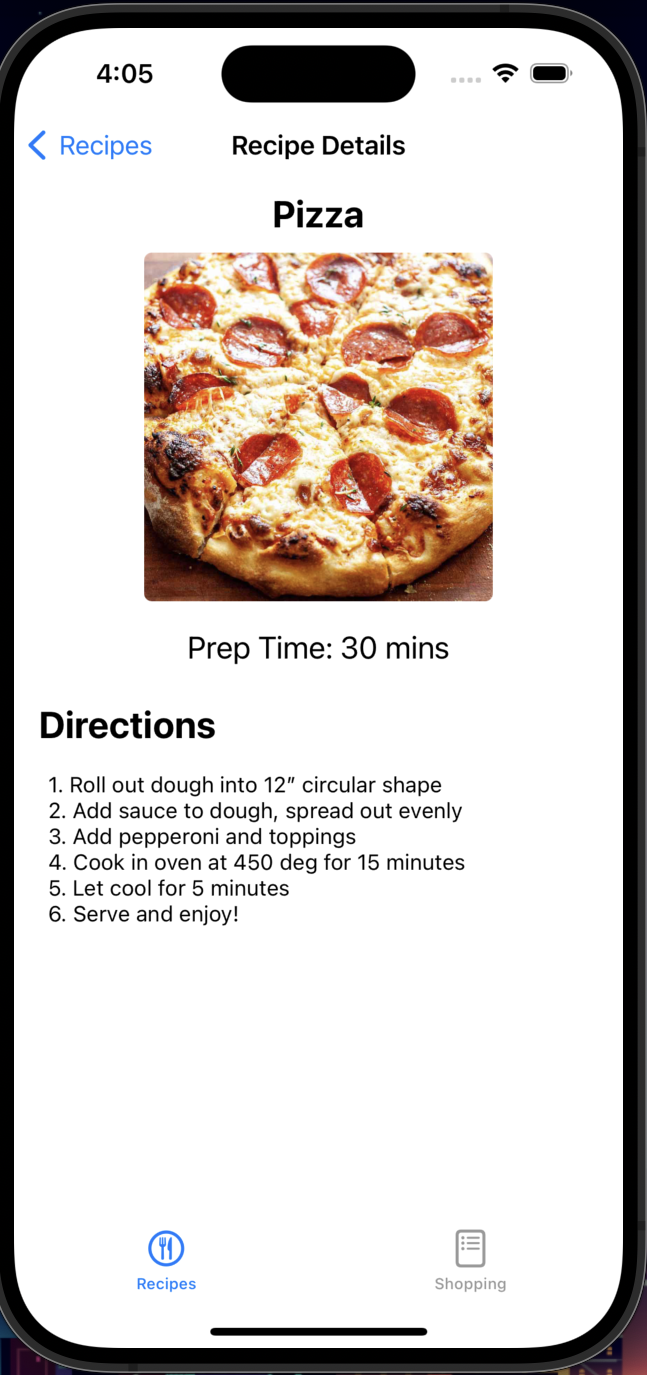 4:05
Recipes
Recipe Details
Pizza
Prep Time: 30 mins
Directions
1. Roll out dough into 12” circular shape
2. Add sauce to dough, spread out evenly
3. Add pepperoni and toppings
4. Cook in oven at 450 deg for 15 minutes
5. Let cool for 5 minutes
6. Serve and enjoy!
Recipes
Shopping